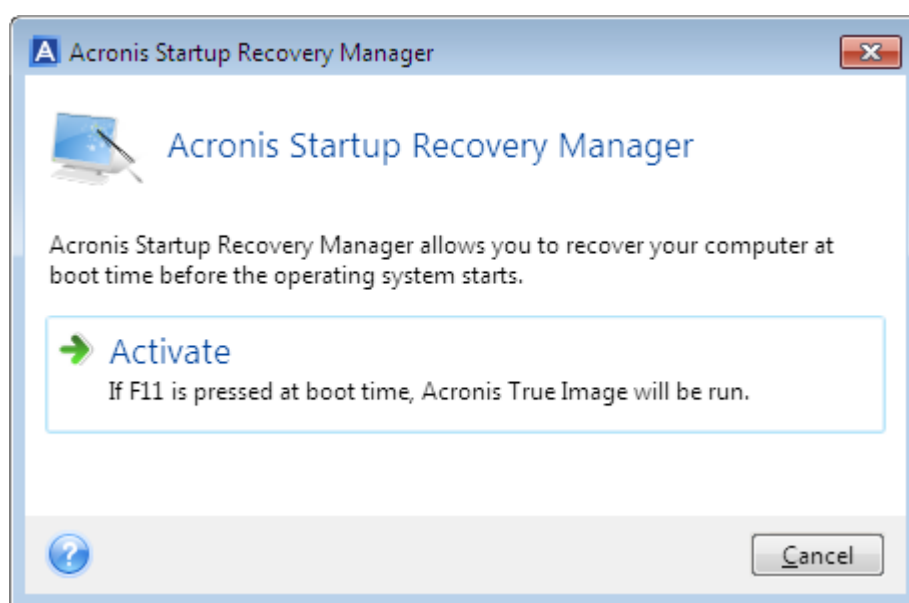 Acronis Startup Recovery Manager
Acronis Startup Recovery Manager
Acronis Startup Recovery Manager allows you to recover your computer at
boot time before the operating system starts.
Activate
If F11 is pressed at boot time, Acronis True Image will be run.
Cancel